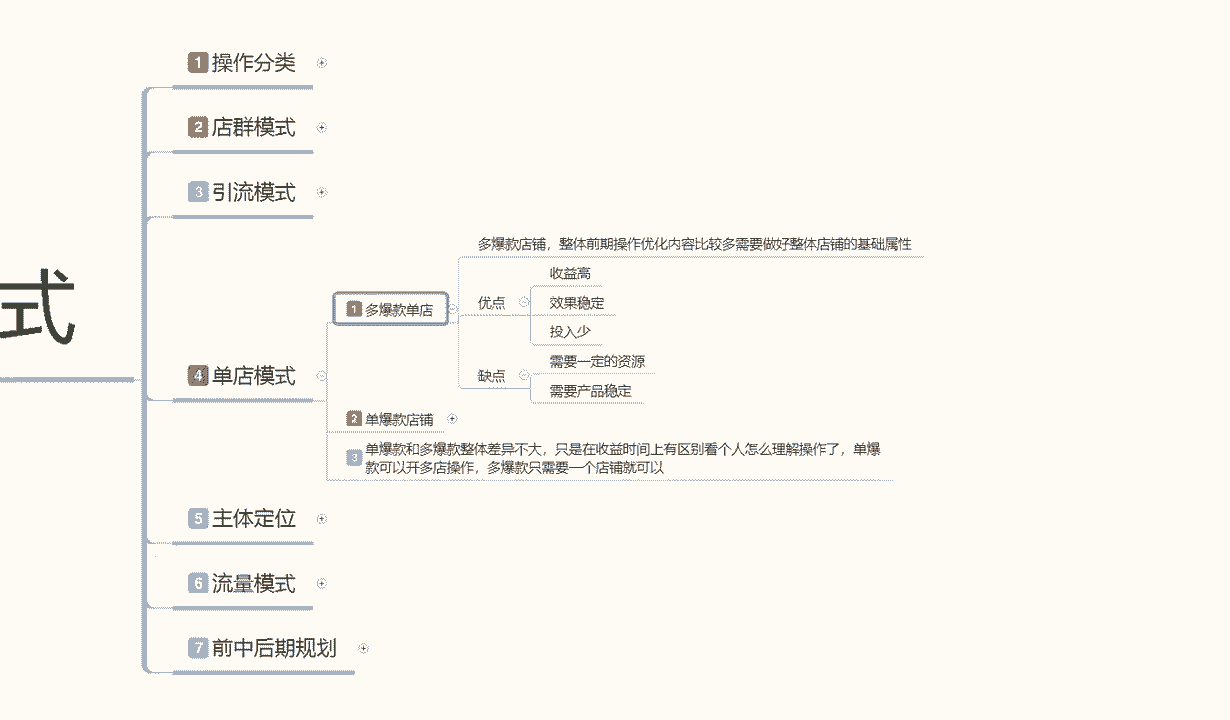 1 操作分类
2 店群模式
3 引流模式
多爆款店铺，整体前期操作优化内容比较多需要做好整体店铺的基础属性
收益高
1 多爆款单店
优点
效果稳定
投入少
需要一定的资源
式
4 单店模式
缺点
需要产品稳定
2 单爆款店铺
3 单爆款和多爆款整体差异不大，只是在收益时间上有区别看个人怎么理解操作了，单爆
款可以开多店操作，多爆款只需要一个店铺就可以
5 主体定位
6 流量模式
7 前中后期规划